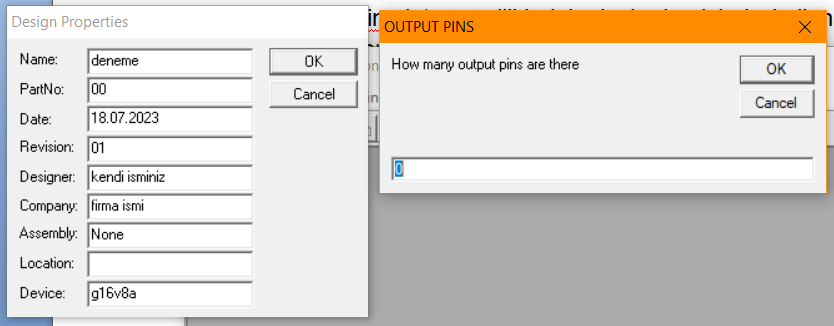 Design Properties
Name: deneme
OK
PartNo: 00
Cancel
Date: 18.07.2023
Revision: 01
Designer: kendi isminiz
Company: firma ismi
Assembly: None
Location:
Device: g16v8a
OUTPUT PINS
How many output pins are there
OK
Cancel
0